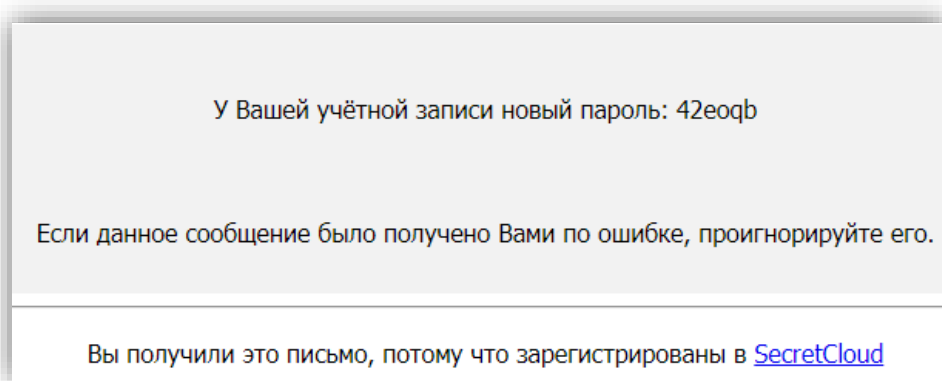 У Вашей учётной записи новый пароль: 42eoqb
Если данное сообщение было получено Вами по ошибке, проигнорируйте его.
Вы получили это письмо, потому что зарегистрированы в SecretCloud